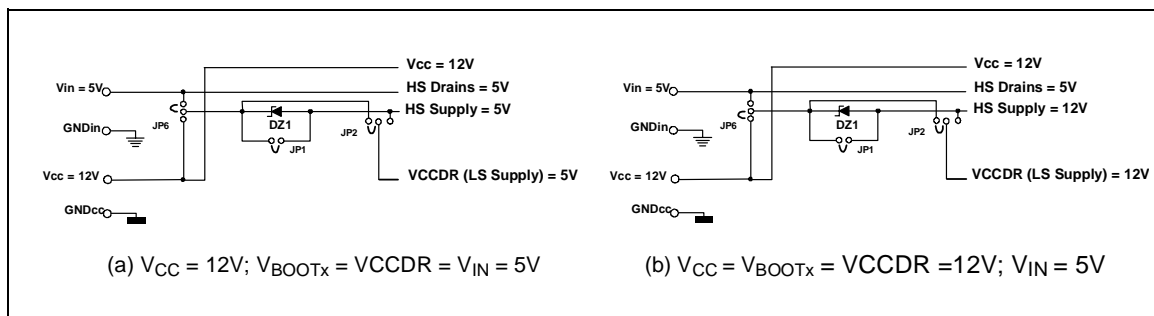 Vcc = 12V
Vin = 5V
HS Drains = 5V
HS Supply = 5V
DZ1
JP6
JP2
GNDin
JP1
Vcc = 12V
VCCDR (LS Supply) = 5V
GNDcc
(a) VCC = 12V; VBOOTx = VCCDR = VIN = 5V
Vcc = 12V
Vin = 5V
HS Drains = 5V
HS Supply = 12V
DZ1
JP6
JP2
GNDin
JP1
Vcc = 12V
VCCDR (LS Supply) = 12V
GNDcc
(b) VCC = VBOOTx = VCCDR =12V; VIN = 5V